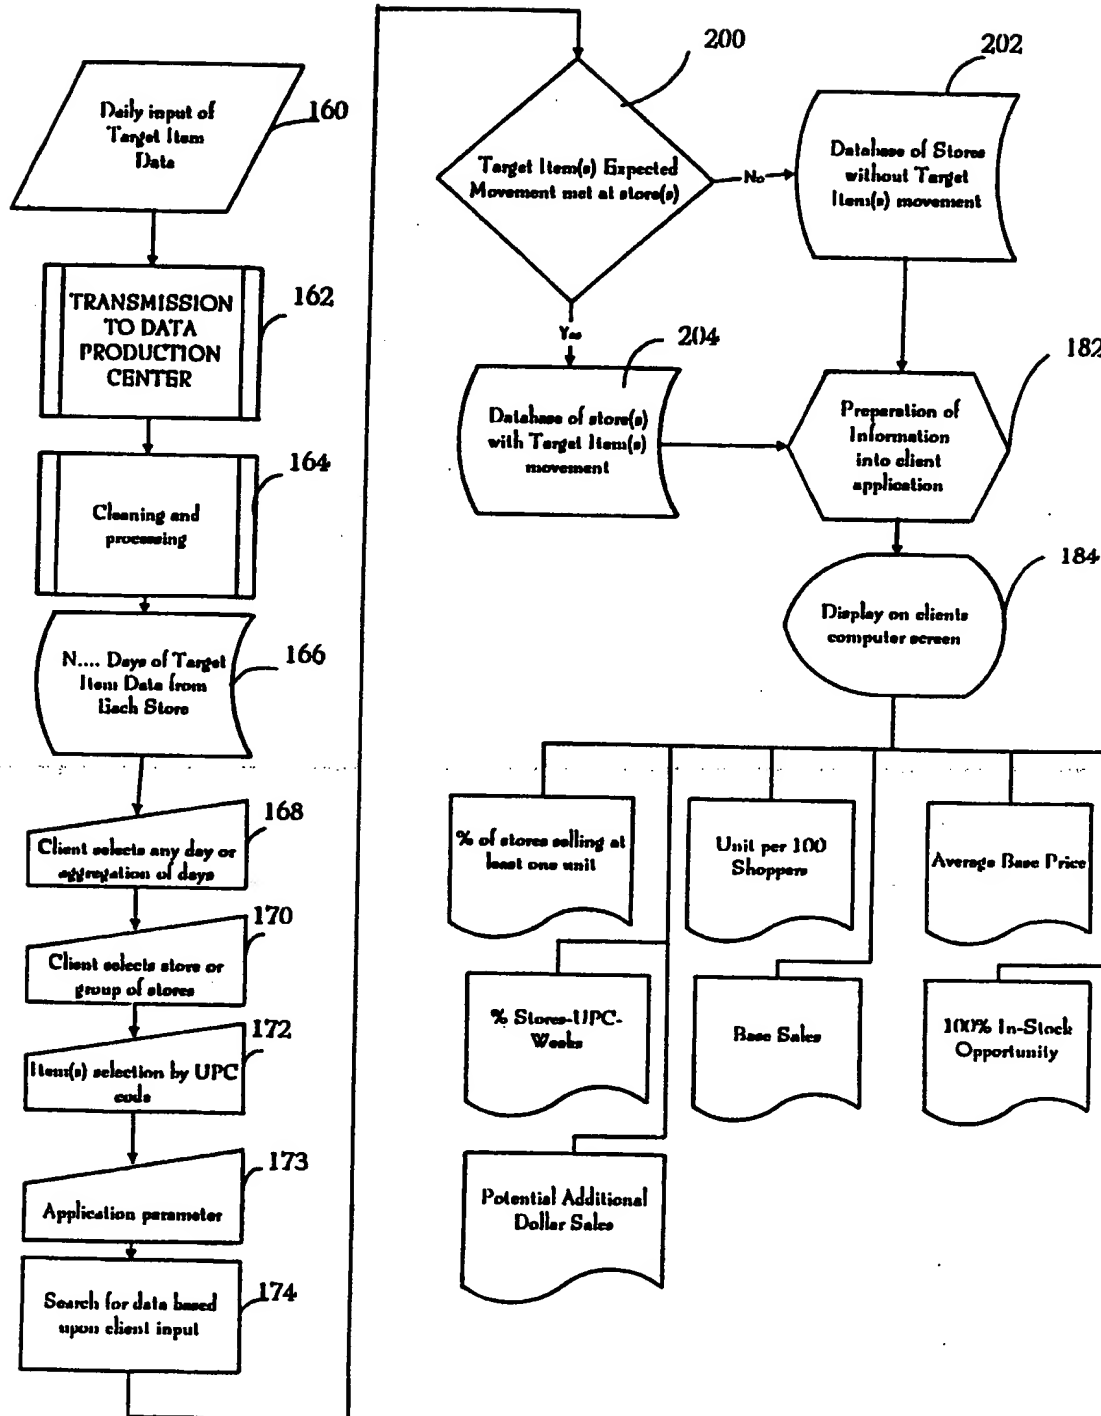 Daily input of
Target Item
Data
160
TRANSMISSION
TO DATA
PRODUCTION
CENTER
162
Cleaning and
processing
164
N.... Days of Target
Item Data from
Each Store
166
Client selects any day or
aggregation of days
168
Client selects store or
group of stores
170
Item(s) selection by UPC
code
172
Application parameter
173
Search for data based
upon client input
174
Target Item(s) Expected
Movement met at store(s)
200
No
Yes
Database of Stores
without Target
Item(s) movement
202
Database of store(s)
with Target Item(s)
movement
204
Preparation of
Information
into client
application
182
Display on clients
computer screen
184
% of stores selling at
least one unit
Unit per 100
Shoppers
Average Base Price
% Stores-UPC-
Weeks
Base Sales
100% In-Stock
Opportunity
Potential Additional
Dollar Sales